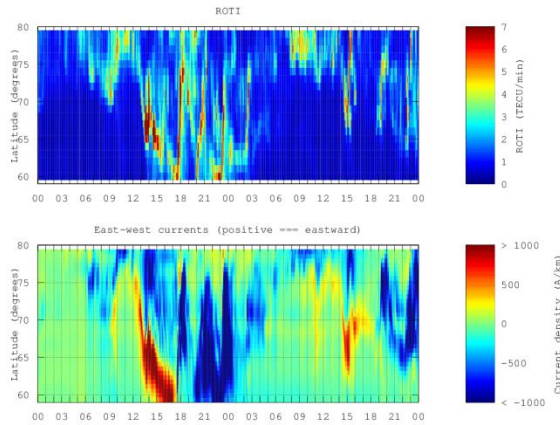 ROTI
80
75
70
65
60
Latitude (degrees)
00 03 06 09 12 15 18 21 00 03 06 09 12 15 18 21 00
7
6
5
4
3
2
1
0
ROTI (TECU/min)
East-west currents (positive === eastward)
80
75
70
65
60
Latitude (degrees)
00 03 06 09 12 15 18 21 00 03 06 09 12 15 18 21 00
> 1000
500
0
-500
< -1000
Current density (A/km)